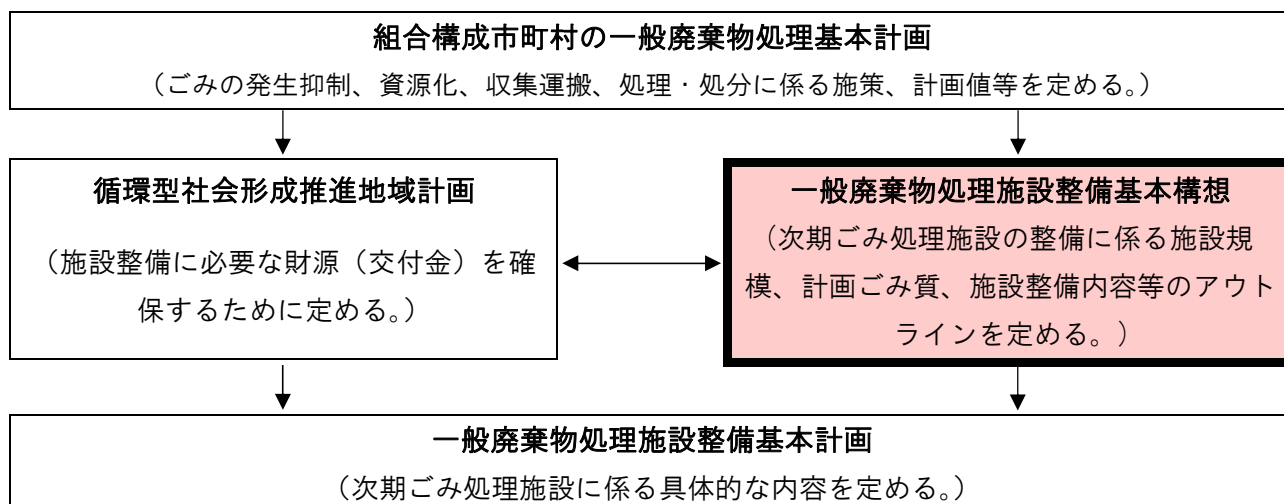 組合構成市町村の一般廃棄物処理基本計画
（ごみの発生抑制、資源化、収集運搬、処理・処分に係る施策、計画値等を定める。）
循環型社会形成推進地域計画
（施設整備に必要な財源（交付金）を確
保するために定める。）
一般廃棄物処理施設整備基本構想
（次期ごみ処理施設の整備に係る施設規
模、計画ごみ質、施設整備内容等のアウト
ラインを定める。）
一般廃棄物処理施設整備基本計画
（次期ごみ処理施設に係る具体的な内容を定める。）